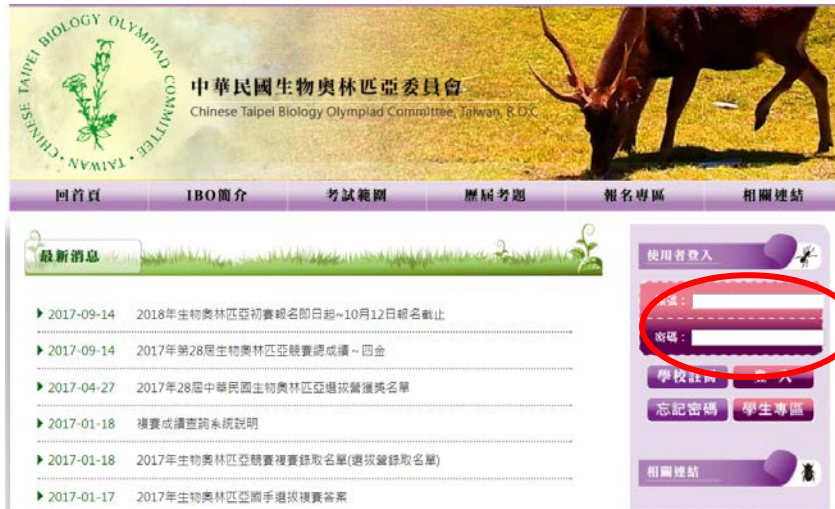 CHINESE TAIPEI BIOLOGY OLYMPIAD COMMITTEE, TAIWAN
中華民國生物奧林匹亞委員會
Chinese Taipei Biology Olympiad Committee, Taiwan, R.O.C
回首頁 IBO簡介 考試範圍 歷屆考題 報名專區 相關連結
最新消息
2017-09-14 2018年生物奧林匹亞初賽報名即日起~10月12日報名截止
2017-09-14 2017年第28屆生物奧林匹亞競賽總成績~四金
2017-04-27 2017年28屆中華民國生物奧林匹亞選拔營獲獎名單
2017-01-18 複賽成績查詢系統說明
2017-01-18 2017年生物奧林匹亞競賽複賽錄取名單(選拔營錄取名單)
2017-01-17 2017年生物奧林匹亞國手選拔複賽答案
使用者登入
號:
密碼:
學校註冊 登 入
忘記密碼 學生專區
相關連結